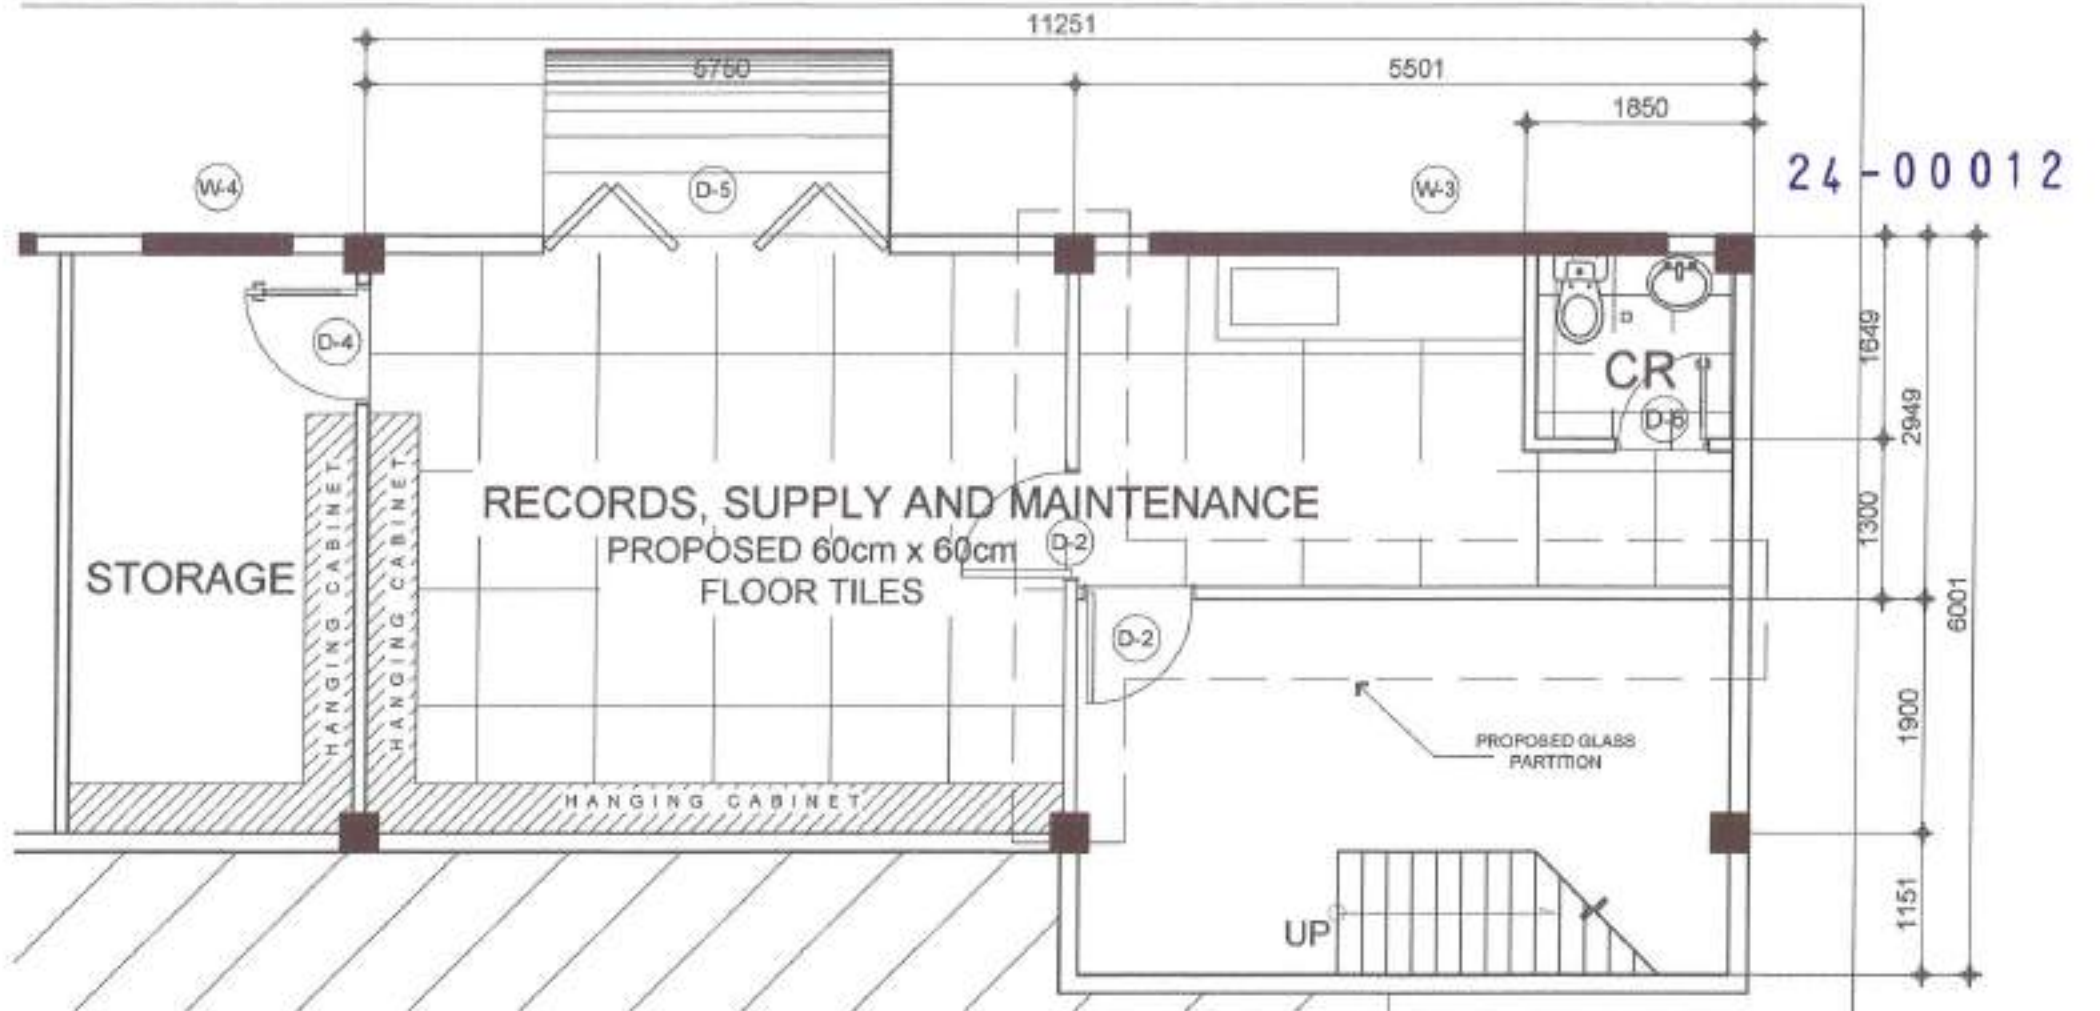 11251
5750
5501
1850
24-00012
W-4
D-5
W-3
D-4
1649
CR
D-6
2949
HANGING CABINET
HANGING CABINET
RECORDS, SUPPLY AND MAINTENANCE
1300
PROPOSED 60cm x 60cm
D-2
STORAGE
FLOOR TILES
6001
D-2
1900
PROPOSED GLASS
PARTITION
HANGING CABINET
1151
UP